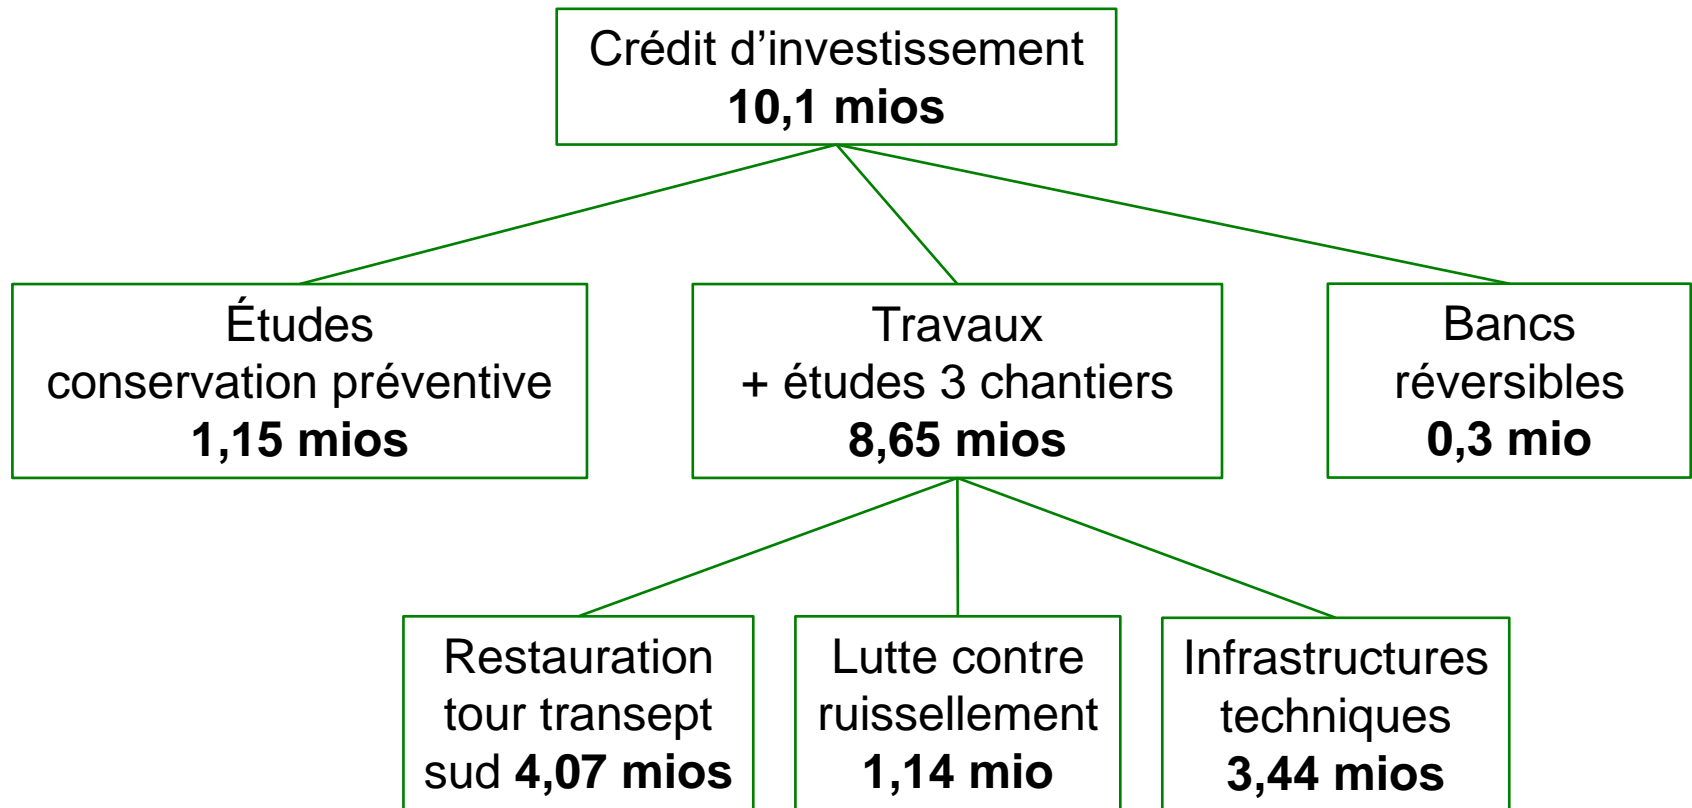 Crédit d’investissement
10,1 mios
Études
conservation préventive
1,15 mios
Travaux
+ études 3 chantiers
8,65 mios
Bancs
réversibles
0,3 mio
Restauration
tour transept
sud 4,07 mios
Lutte contre
ruissellement
1,14 mio
Infrastructures
techniques
3,44 mios